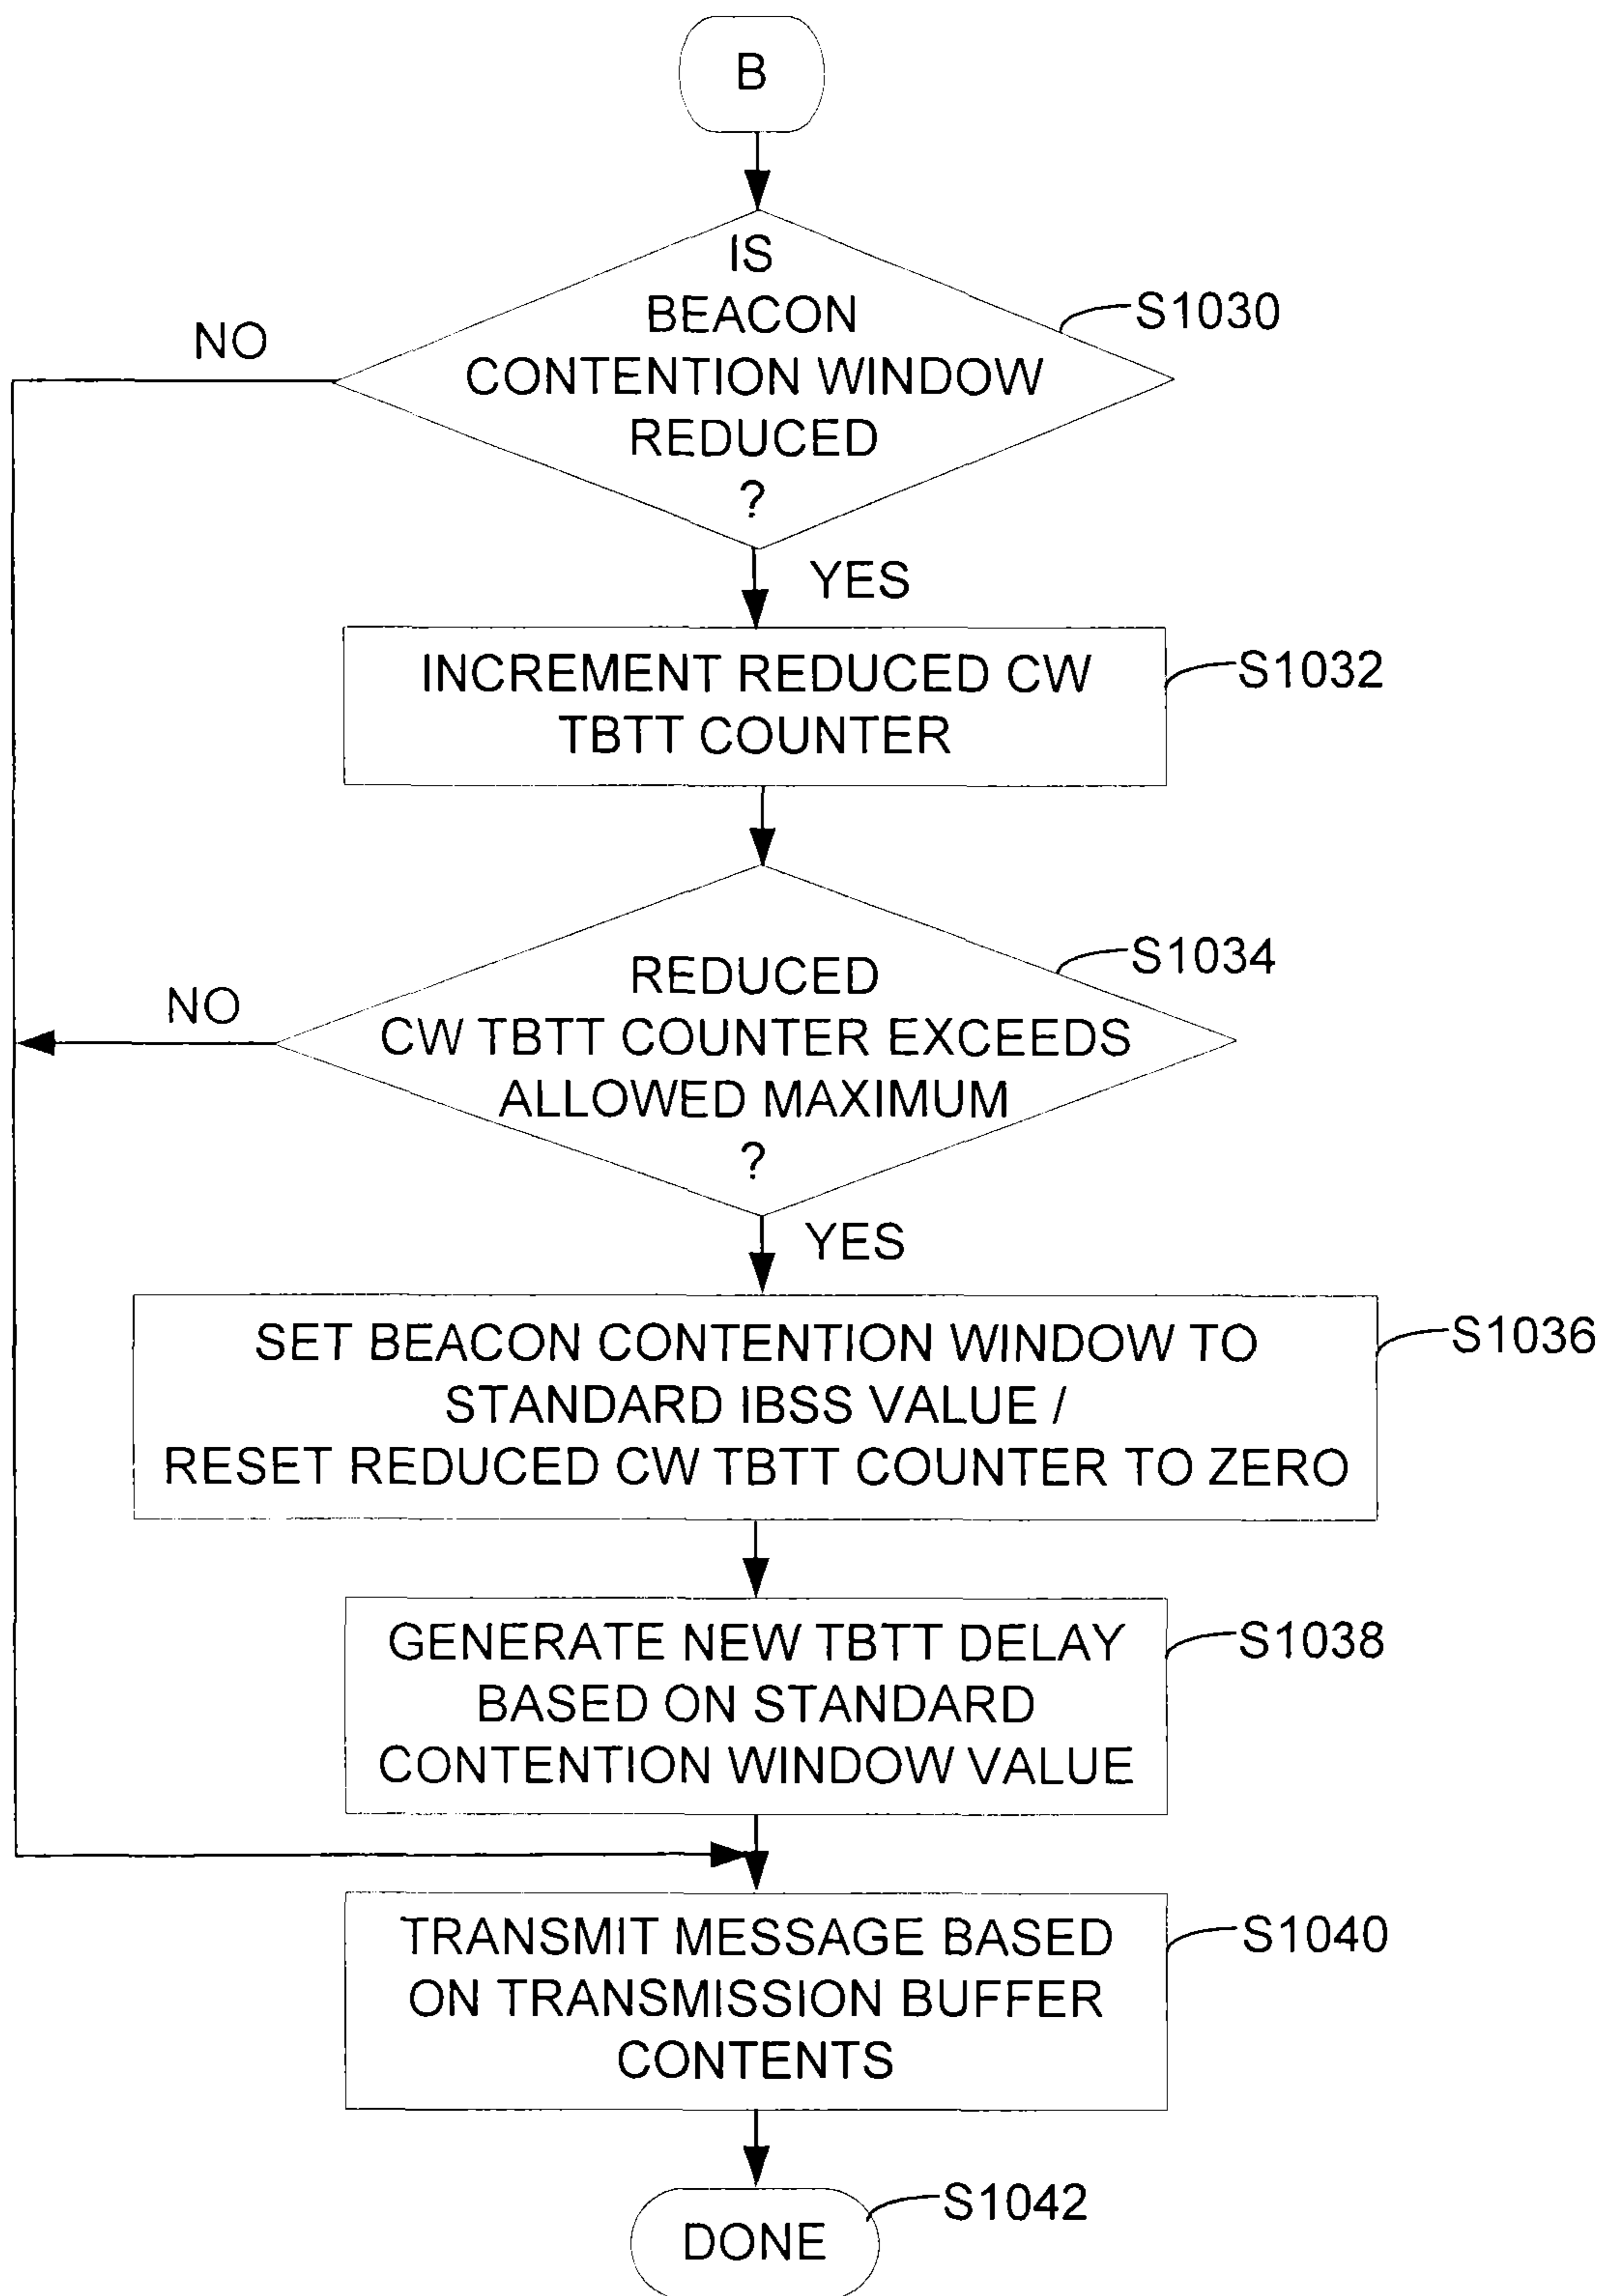 B
IS
BEACON
CONTENTION WINDOW
REDUCED
?
S1030
NO
YES
INCREMENT REDUCED CW
TBTT COUNTER
S1032
REDUCED
CW TBTT COUNTER EXCEEDS
ALLOWED MAXIMUM
?
S1034
NO
YES
SET BEACON CONTENTION WINDOW TO
STANDARD IBSS VALUE /
RESET REDUCED CW TBTT COUNTER TO ZERO
S1036
GENERATE NEW TBTT DELAY
BASED ON STANDARD
CONTENTION WINDOW VALUE
S1038
TRANSMIT MESSAGE BASED
ON TRANSMISSION BUFFER
CONTENTS
S1040
DONE
S1042